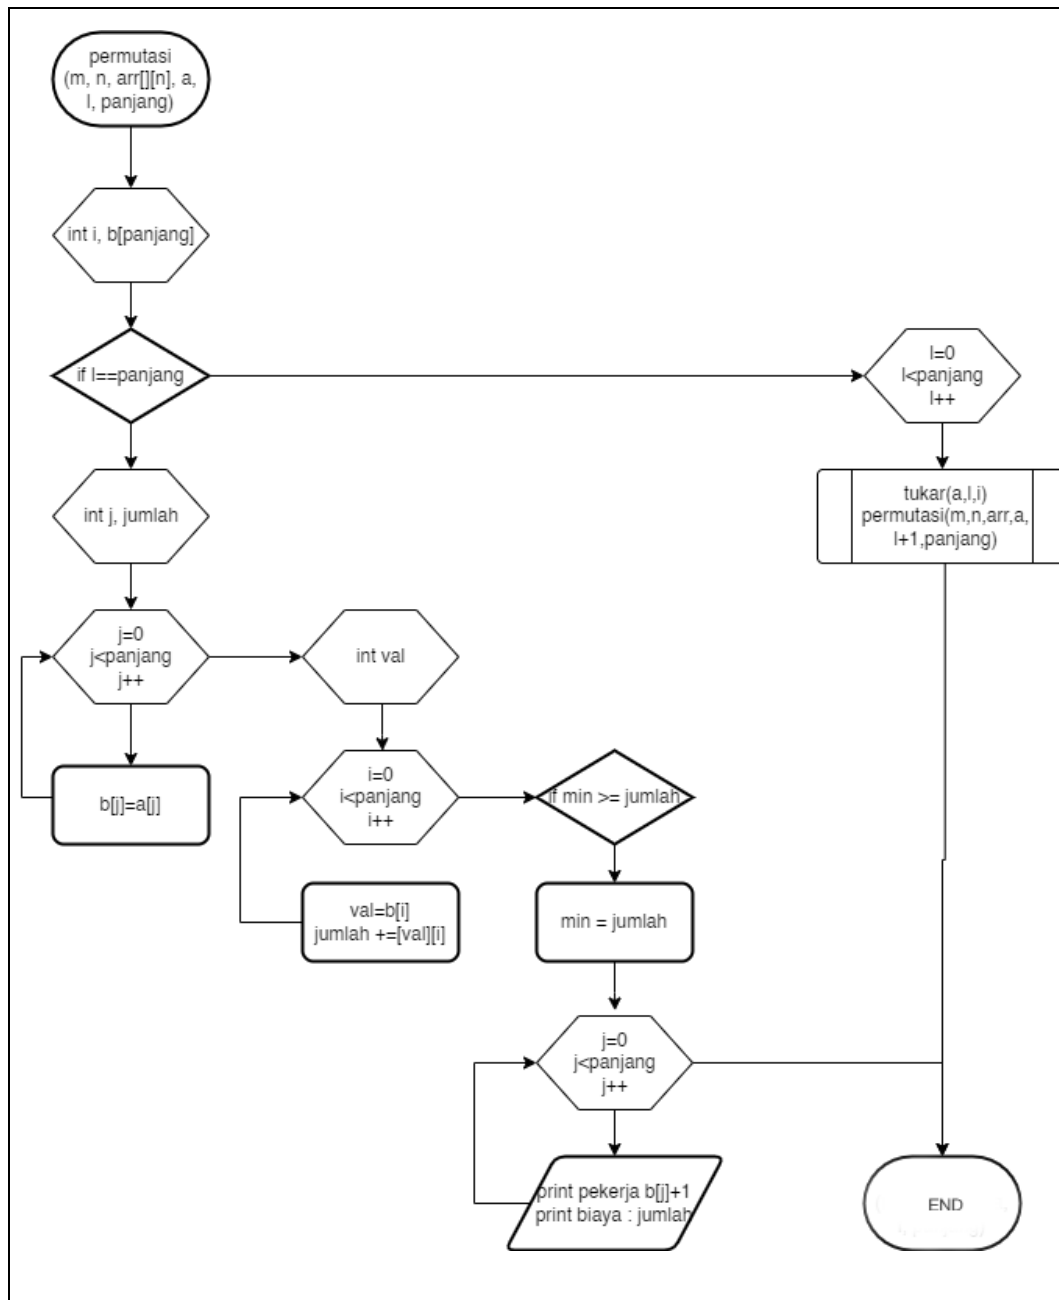 permutasi
(m, n, arr[][n], a,
l, panjang)
int i, b[panjang]
if l==panjang
l=0
l<panjang
l++
int j, jumlah
tukar(a,l,i)
permutasi(m,n,arr,a,
l+1,panjang)
j=0
j<panjang
j++
int val
b[j]=a[j]
i=0
i<panjang
i++
if min >= jumlah
val=b[i]
jumlah +=[val][i]
min = jumlah
j=0
j<panjang
j++
print pekerja b[j]+1
print biaya : jumlah
END